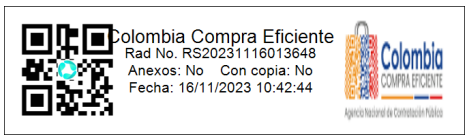 Colombia Compra Eficiente
Rad No. RS20231116013648
Anexos: No Con copia: No
Fecha: 16/11/2023 10:42:44
Colombia
COMPRA EFICIENTE
Agencia Nacional de Contratación Pública